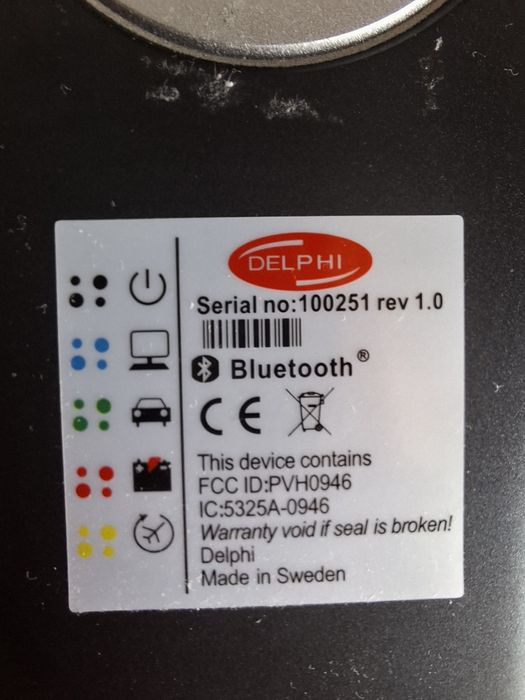 DELPHI
Serial no:100251 rev 1.0
Bluetooth®
CE
This device contains
FCC ID:PVH0946
IC:5325A-0946
Warranty void if seal is broken!
Delphi
Made in Sweden